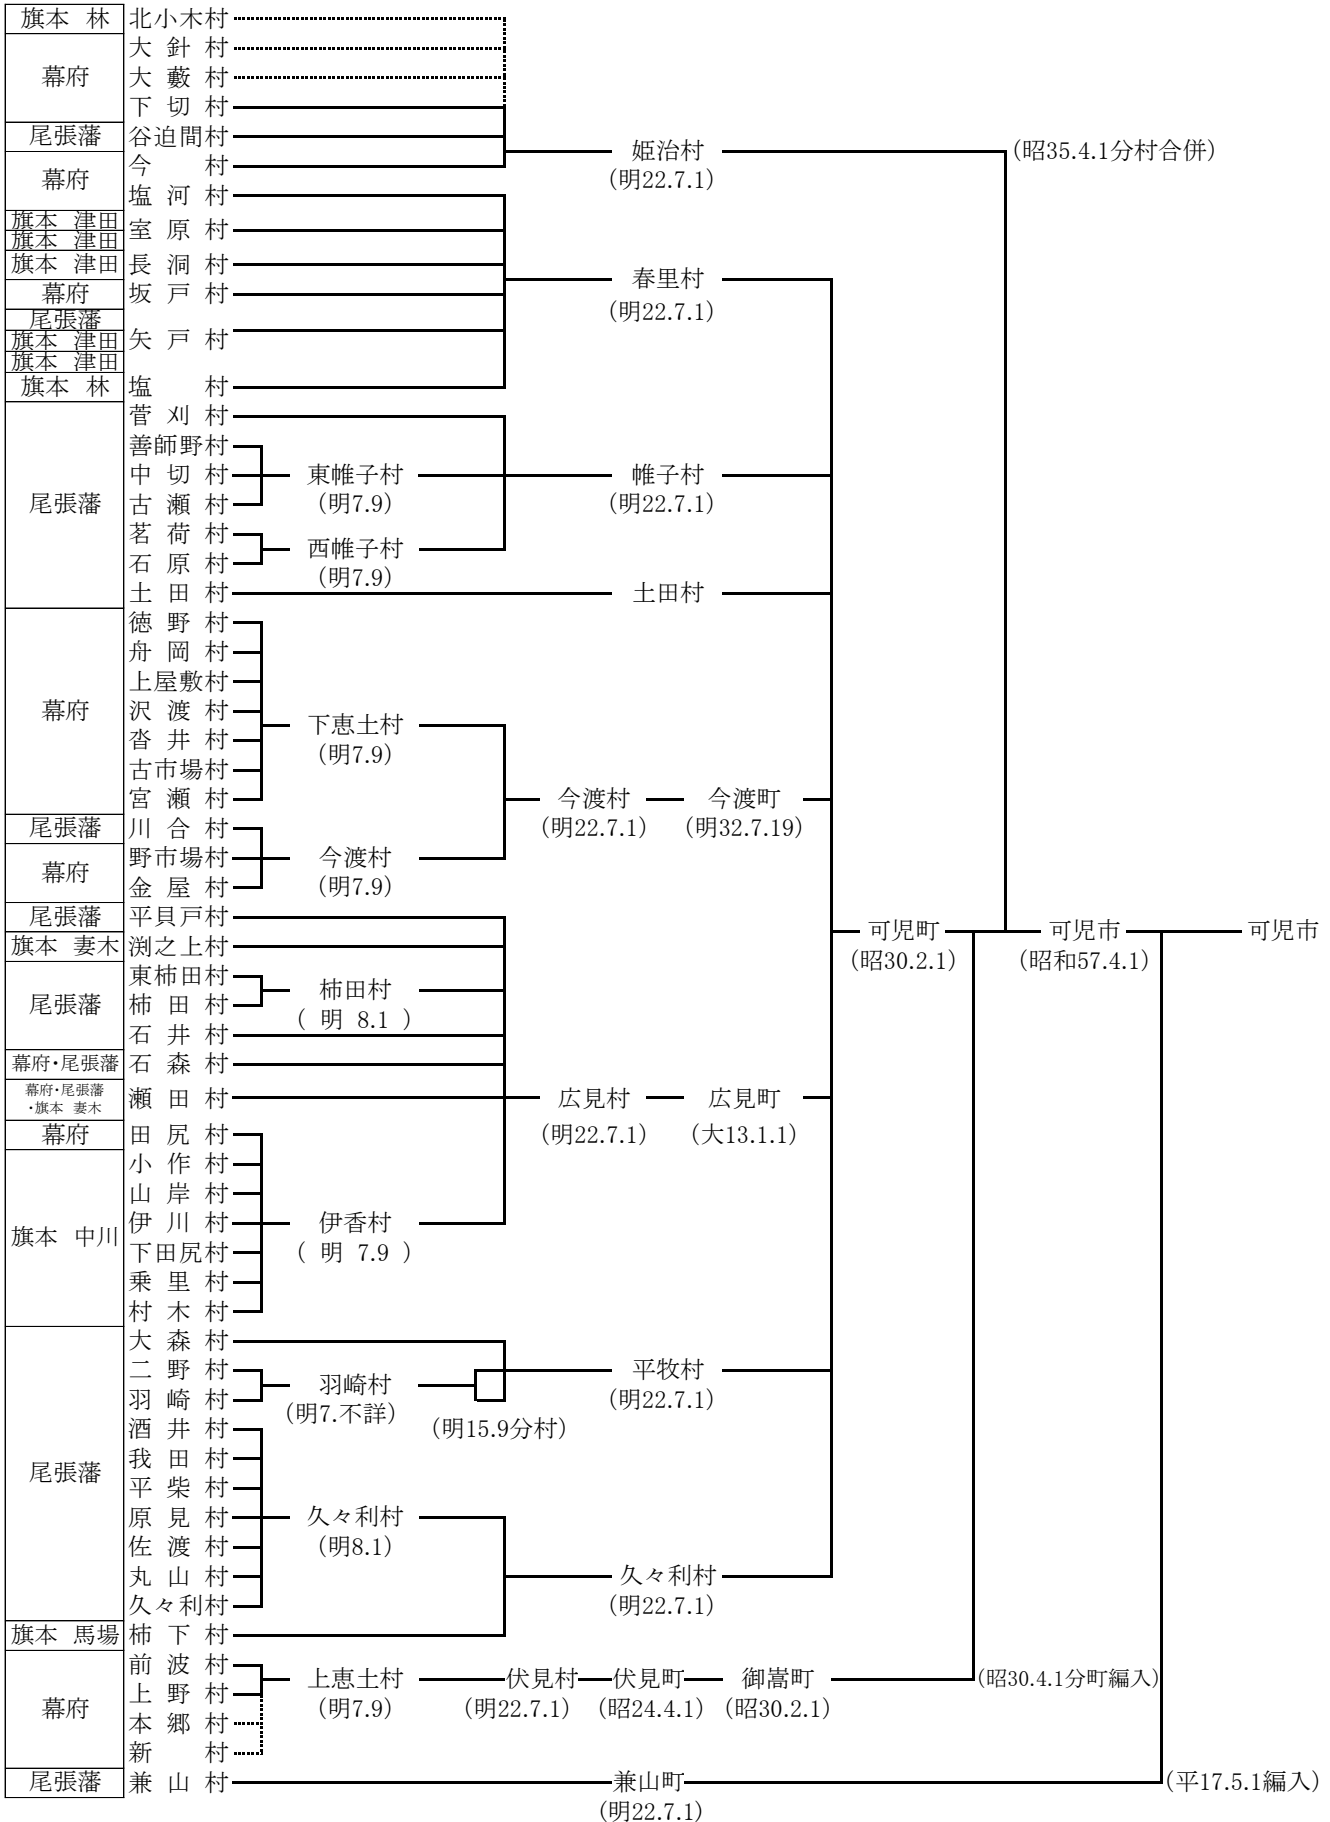 旗本 林 北小木村
幕府
大針村
大藪村
下切村
尾張藩 谷迫間村
幕府
今村
塩河村
旗本 津田
旗本 津田
室原村
旗本 津田 長洞村
幕府 坂戸村
尾張藩
旗本 津田
旗本 津田
矢戸村
旗本 林 塩村
尾張藩
菅刈村
善師野村
中切村
古瀬村
茗荷村
石原村
土田村
幕府
徳野村
舟岡村
上屋敷村
沢渡村
沓井村
古市場村
宮瀬村
尾張藩 川合村
幕府
野市場村
金屋村
尾張藩 平貝戸村
旗本 妻木 渕之上村
尾張藩
東柿田村
柿田村
石井村
幕府・尾張藩 石森村
幕府・尾張藩
・旗本 妻木
瀬田村
幕府 田尻村
旗本 中川
小作村
山岸村
伊川村
下田尻村
乗里村
村木村
尾張藩
大森村
二野村
羽崎村
酒井村
我田村
平柴村
原見村
佐渡村
丸山村
久々利村
旗本 馬場 柿下村
幕府
前波村
上野村
本郷村
新村
尾張藩 兼山村
東帷子村
(明7.9)
西帷子村
(明7.9)
下恵土村
(明7.9)
今渡村
(明7.9)
柿田村
( 明 8.1 )
伊香村
( 明 7.9 )
羽崎村
(明7.不詳)
(明15.9分村)
久々利村
(明8.1)
上恵土村
(明7.9)
姫治村
(明22.7.1)
春里村
(明22.7.1)
帷子村
(明22.7.1)
土田村
今渡村
(明22.7.1)
今渡町
(明32.7.19)
広見村
(明22.7.1)
広見町
(大13.1.1)
平牧村
(明22.7.1)
久々利村
(明22.7.1)
伏見村
(明22.7.1)
伏見町
(昭24.4.1)
御嵩町
(昭30.2.1)
兼山町
(明22.7.1)
(昭35.4.1分村合併)
可児町
(昭30.2.1)
可児市
(昭和57.4.1)
可児市
(昭30.4.1分町編入)
(平17.5.1編入)